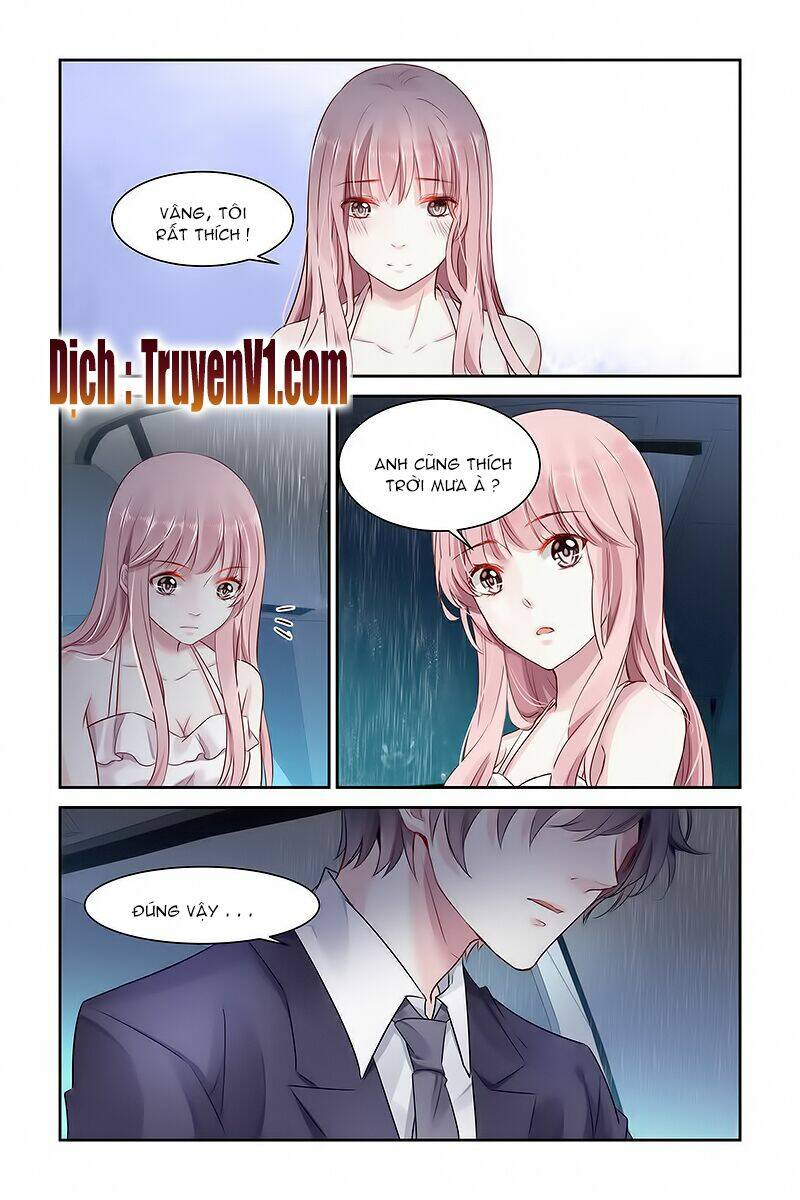 VÂNG, TÔI
RẤT THÍCH!
Dịch : TruyenV1.com
ANH CŨNG THÍCH
TRỜI MƯA À ?
ĐÚNG VẬY . . .